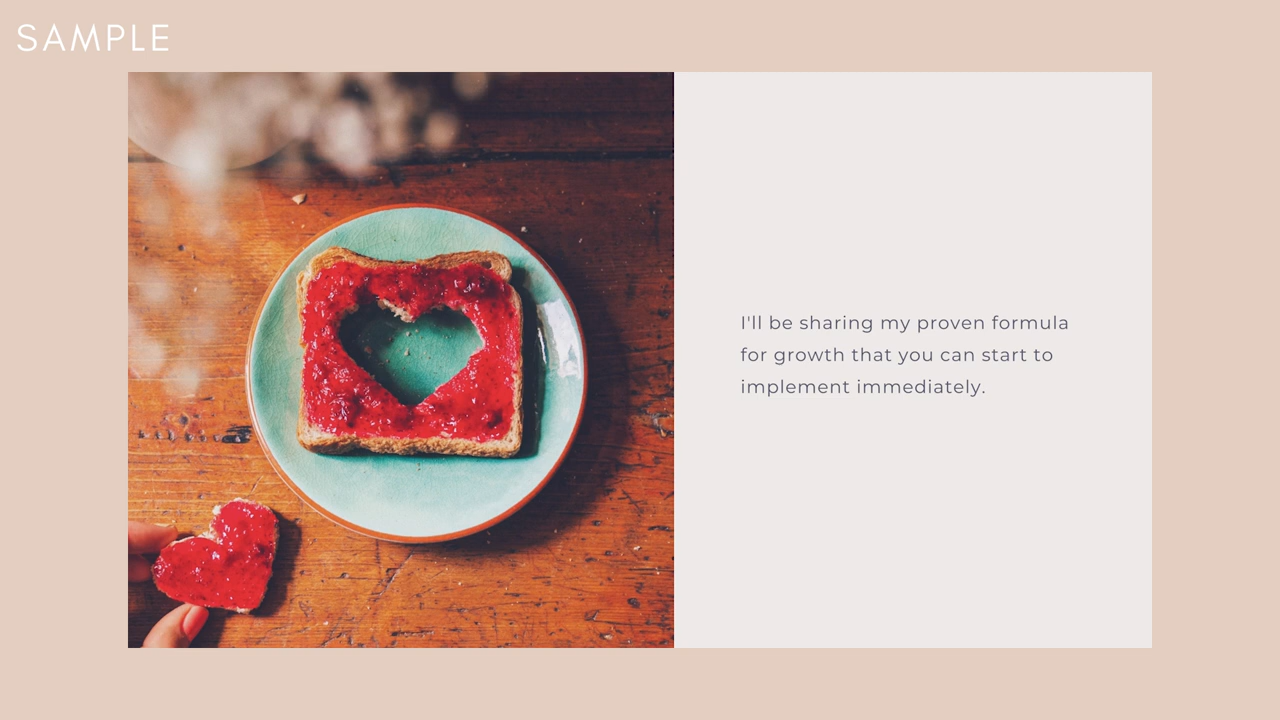 SAMPLE
I'll be sharing my proven formula
for growth that you can start to
implement immediately.